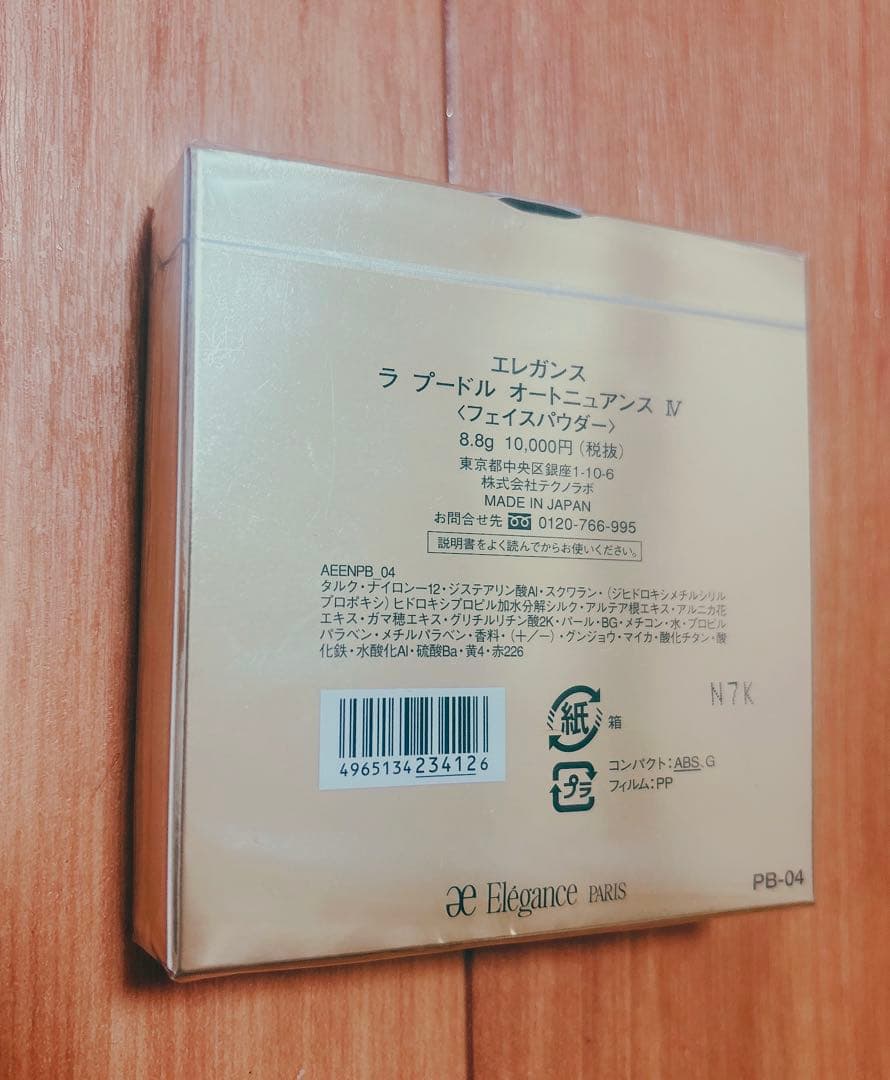 エレガンス
ラ プードル オートニュアンス Ⅳ
〈フェイスパウダー〉
8.8g 10,000円(税抜)
東京都中央区銀座1-10-6
株式会社テクノラボ
MADE IN JAPAN
お問合せ先 0120-766-995
説明書をよく読んでからお使いください。
AEENPB_04
タルク・ナイロンー12・ジステアリン酸Al・スクワラン・(ジヒドロキシメチルシリル
プロポキシ)ヒドロキシプロピル加水分解シルク・アルテア根エキス・アルニカ花
エキス・ガマ穂エキス・グリチルリチン酸2K・パール・BG・メチコン・水・プロピル
パラベン・メチルパラベン・香料・(+/−)・グンジョウ・マイカ・酸化チタン・酸
化鉄・水酸化Al・硫酸Ba・黄4・赤226
N7K
紙 箱
4965134234126
プラ コンパクト:ABS、G
フィルム:PP
PB-04
æ Elégance PARIS